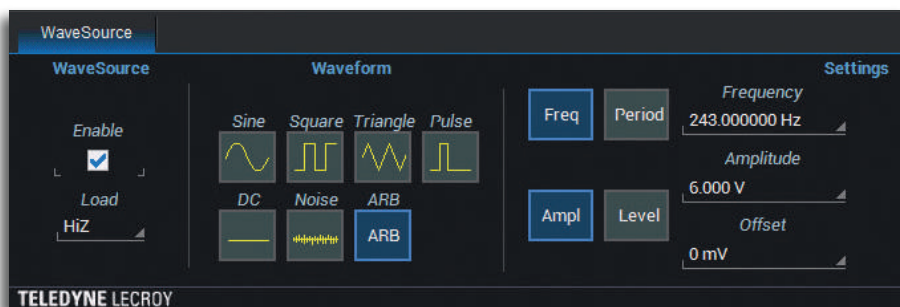 WaveSource
WaveSource
Waveform
Settings
Enable
Load
HiZ
Sine Square Triangle Pulse
DC Noise ARB
ARB
Freq Period
Ampl Level
Frequency
243.000000 Hz
Amplitude
6.000 V
Offset
0 mV
TELEDYNE LECROY